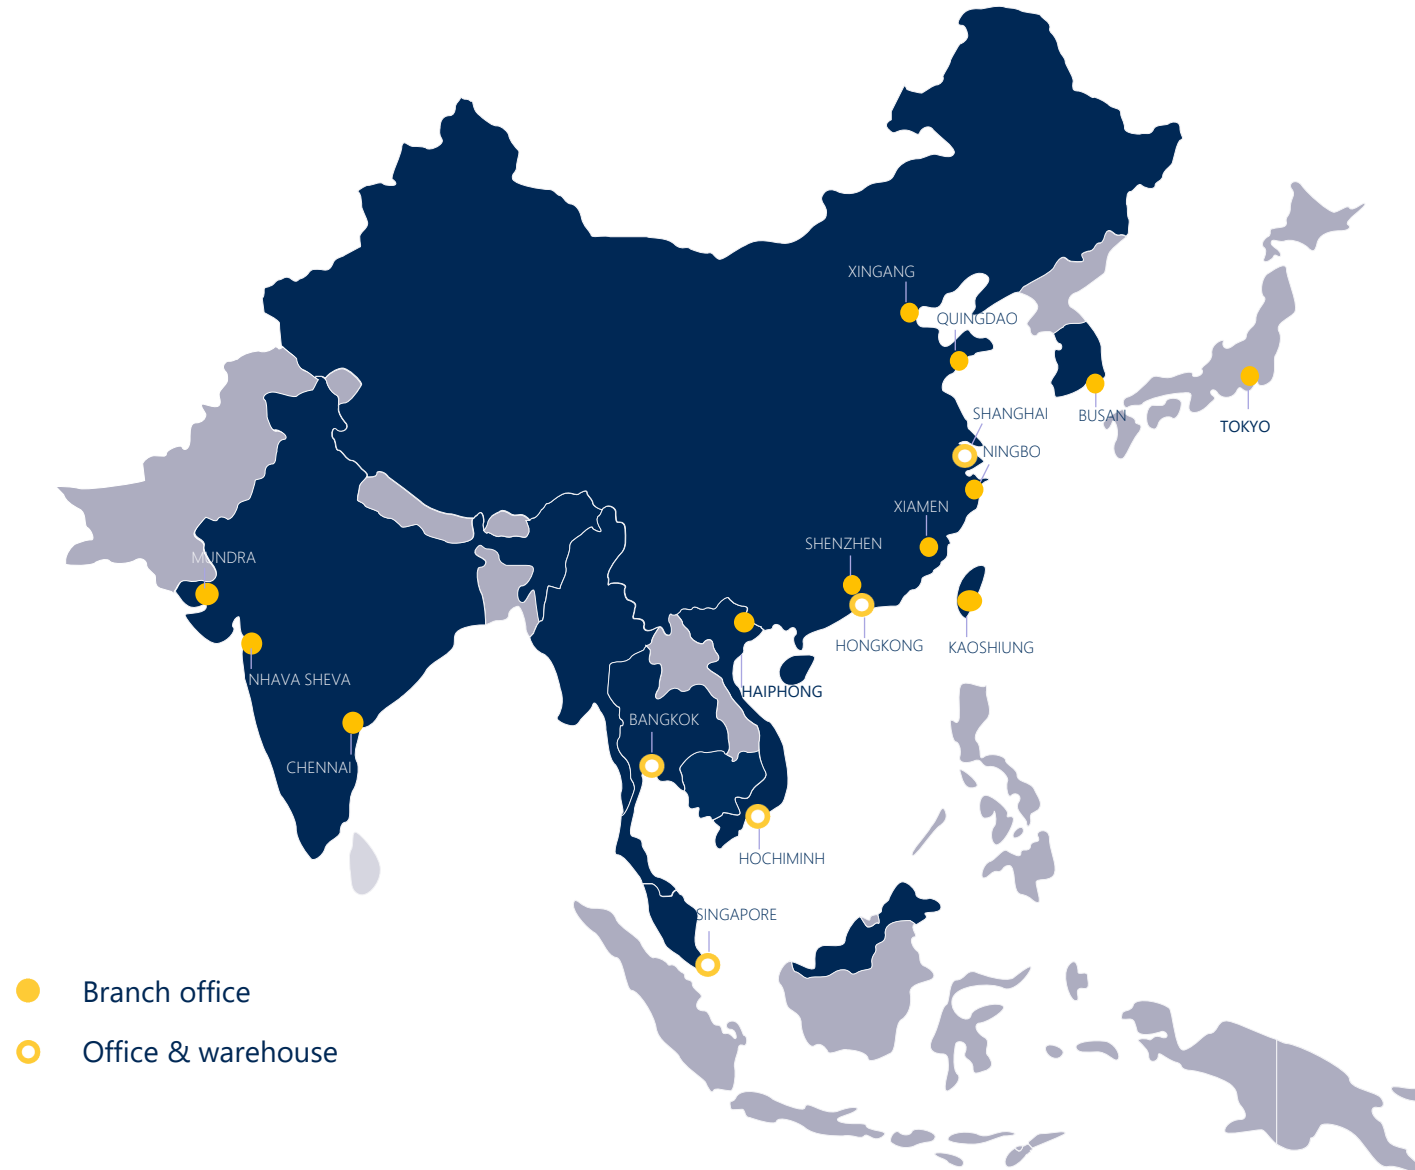 XINGANG
QUINGDAO
SHANGHAI
BUSAN
TOKYO
NINGBO
XIAMEN
SHENZHEN
MUNDRA
HONGKONG
KAOSHIUNG
NHAVA SHEVA
HAIPHONG
BANGKOK
CHENNAI
HOCHIMINH
SINGAPORE
Branch office
Office & warehouse